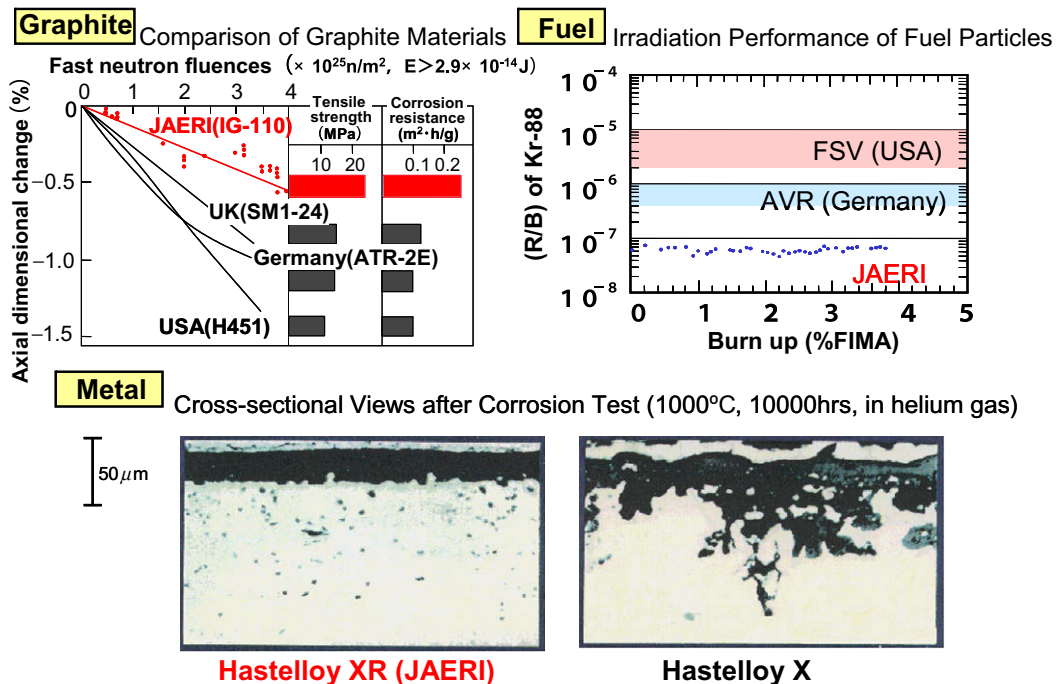 Graphite Comparison of Graphite Materials
Fast neutron fluences (× 10²⁵n/m², E>2.9× 10⁻¹⁴J)
0 1 2 3 4
Axial dimensional change (%)
0
−0.5
−1.0
−1.5
JAERI(IG-110)
UK(SM1-24)
Germany(ATR-2E)
USA(H451)
Tensile
strength
(MPa)
10 20
Corrosion
resistance
(m²·h/g)
0.1 0.2
Fuel Irradiation Performance of Fuel Particles
(R/B) of Kr-88
10⁻⁴
10⁻⁵
10⁻⁶
10⁻⁷
10⁻⁸
FSV (USA)
AVR (Germany)
JAERI
0 1 2 3 4 5
Burn up (%FIMA)
Metal Cross-sectional Views after Corrosion Test (1000ºC, 10000hrs, in helium gas)
50μm
Hastelloy XR (JAERI)
Hastelloy X